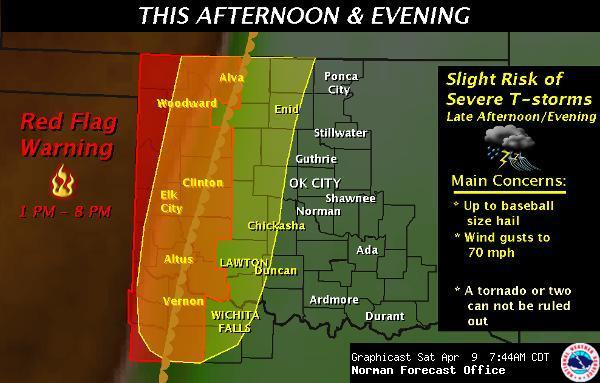 THIS AFTERNOON & EVENING
Red Flag
Warning
1 PM - 8 PM
Alva
Woodward
Enid
Ponca
City
Stillwater
Guthrie
Clinton
OK CITY
Elk
City
Shawnee
Norman
Chickasha
Ada
Altus
LAWTON
Duncan
Vernon
WICHITA
FALLS
Ardmore
Durant
Slight Risk of
Severe T-storms
Late Afternoon/Evening
Main Concerns:
* Up to baseball
size hail
* Wind gusts to
70 mph
* A tornado or two
can not be ruled
out
Graphicast Sat Apr 9 7:44AM CDT
Norman Forecast Office